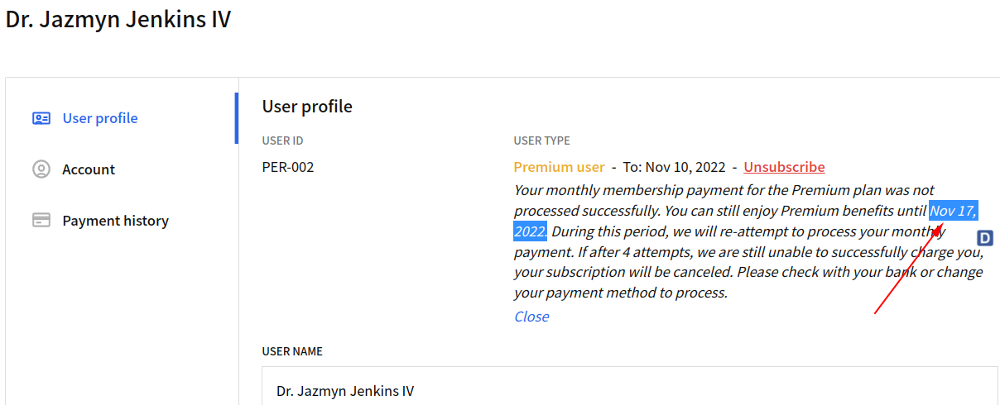 Dr. Jazmyn Jenkins IV
User profile
Account
Payment history
User profile
USER ID
PER-002
USER TYPE
Premium user - To: Nov 10, 2022 - Unsubscribe
Your monthly membership payment for the Premium plan was not
processed successfully. You can still enjoy Premium benefits until Nov 17,
2022. During this period, we will re-attempt to process your monthly
payment. If after 4 attempts, we are still unable to successfully charge you,
your subscription will be canceled. Please check with your bank or change
your payment method to process.
Close
D
USER NAME
Dr. Jazmyn Jenkins IV